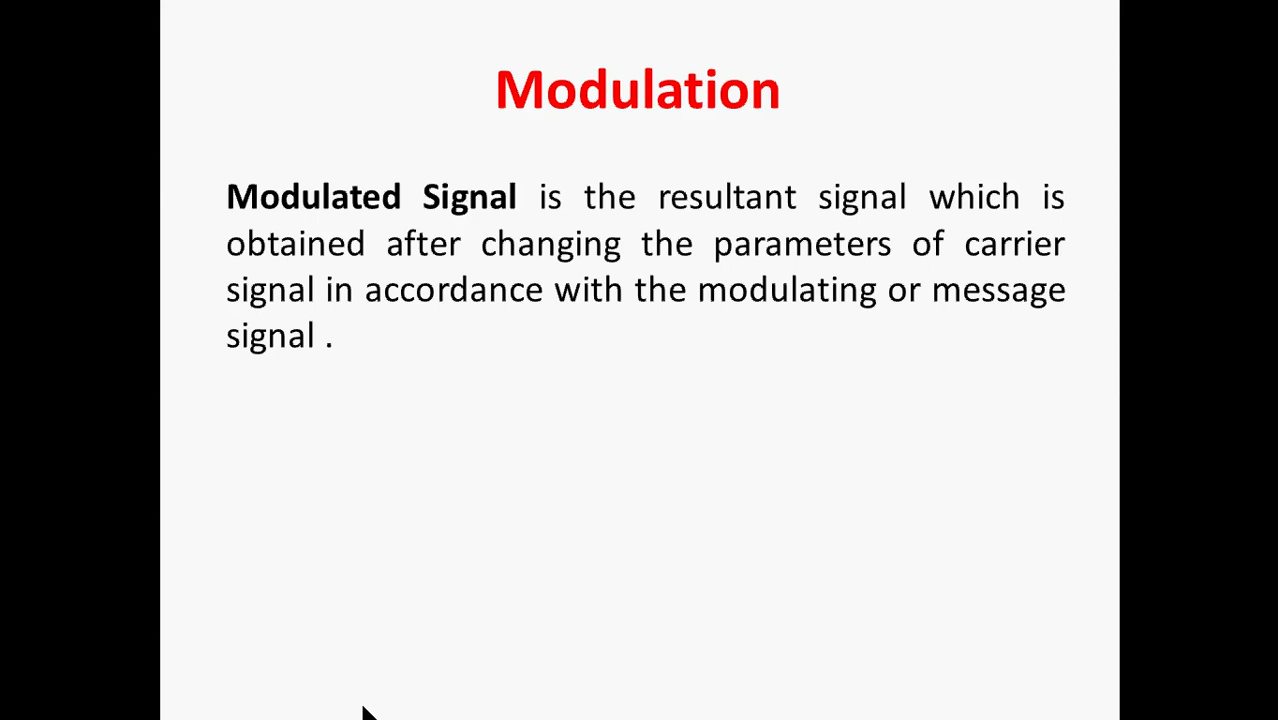 Modulation
Modulated Signal is the resultant signal which is
obtained after changing the parameters of carrier
signal in accordance with the modulating or message
signal .